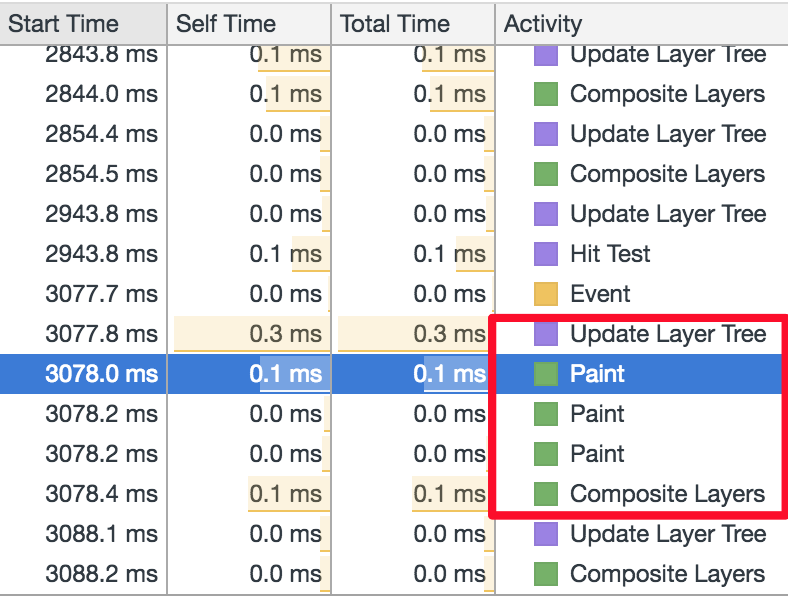 Start Time Self Time Total Time Activity
2843.8 ms 0.1 ms 0.1 ms Update Layer Tree
2844.0 ms 0.1 ms 0.1 ms Composite Layers
2854.4 ms 0.0 ms 0.0 ms Update Layer Tree
2854.5 ms 0.0 ms 0.0 ms Composite Layers
2943.8 ms 0.0 ms 0.0 ms Update Layer Tree
2943.8 ms 0.1 ms 0.1 ms Hit Test
3077.7 ms 0.0 ms 0.0 ms Event
3077.8 ms 0.3 ms 0.3 ms Update Layer Tree
3078.0 ms 0.1 ms 0.1 ms Paint
3078.2 ms 0.0 ms 0.0 ms Paint
3078.2 ms 0.0 ms 0.0 ms Paint
3078.4 ms 0.1 ms 0.1 ms Composite Layers
3088.1 ms 0.0 ms 0.0 ms Update Layer Tree
3088.2 ms 0.0 ms 0.0 ms Composite Layers